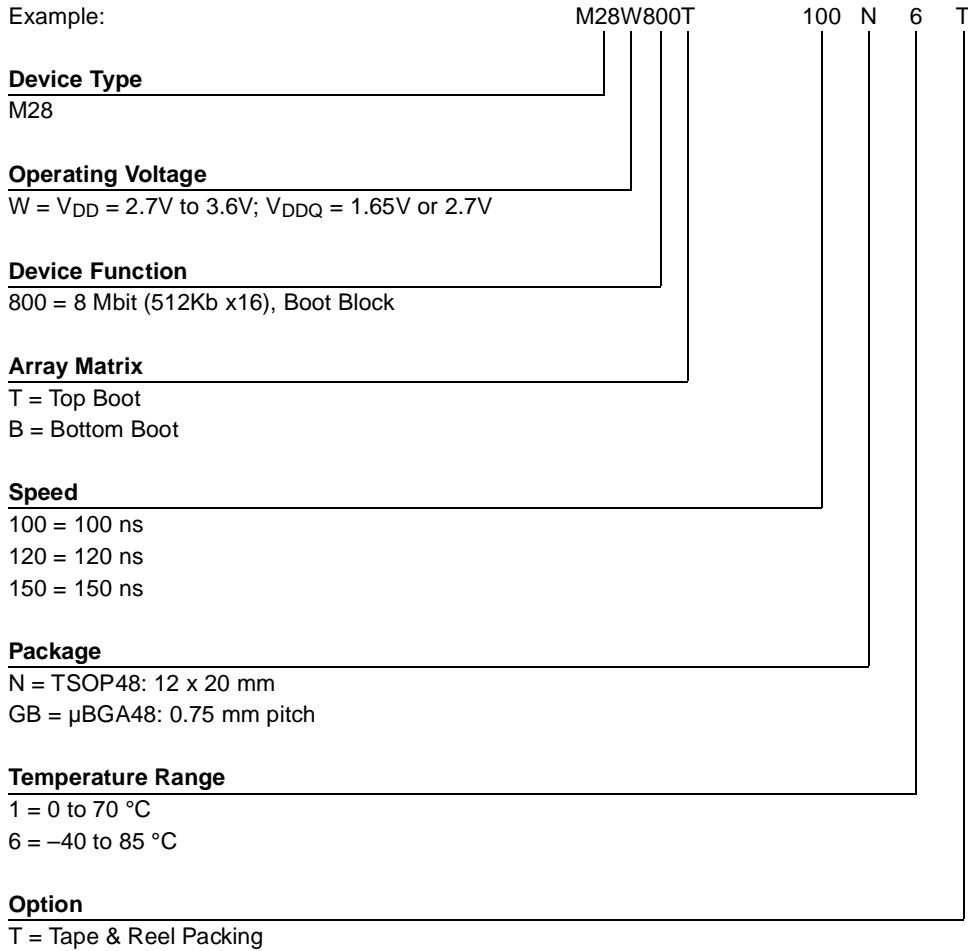 Example: M28W800T 100 N 6 T
Device Type
M28
Operating Voltage
W = VDD = 2.7V to 3.6V; VDDQ = 1.65V or 2.7V
Device Function
800 = 8 Mbit (512Kb x16), Boot Block
Array Matrix
T = Top Boot
B = Bottom Boot
Speed
100 = 100 ns
120 = 120 ns
150 = 150 ns
Package
N = TSOP48: 12 x 20 mm
GB = µBGA48: 0.75 mm pitch
Temperature Range
1 = 0 to 70 °C
6 = –40 to 85 °C
Option
T = Tape & Reel Packing